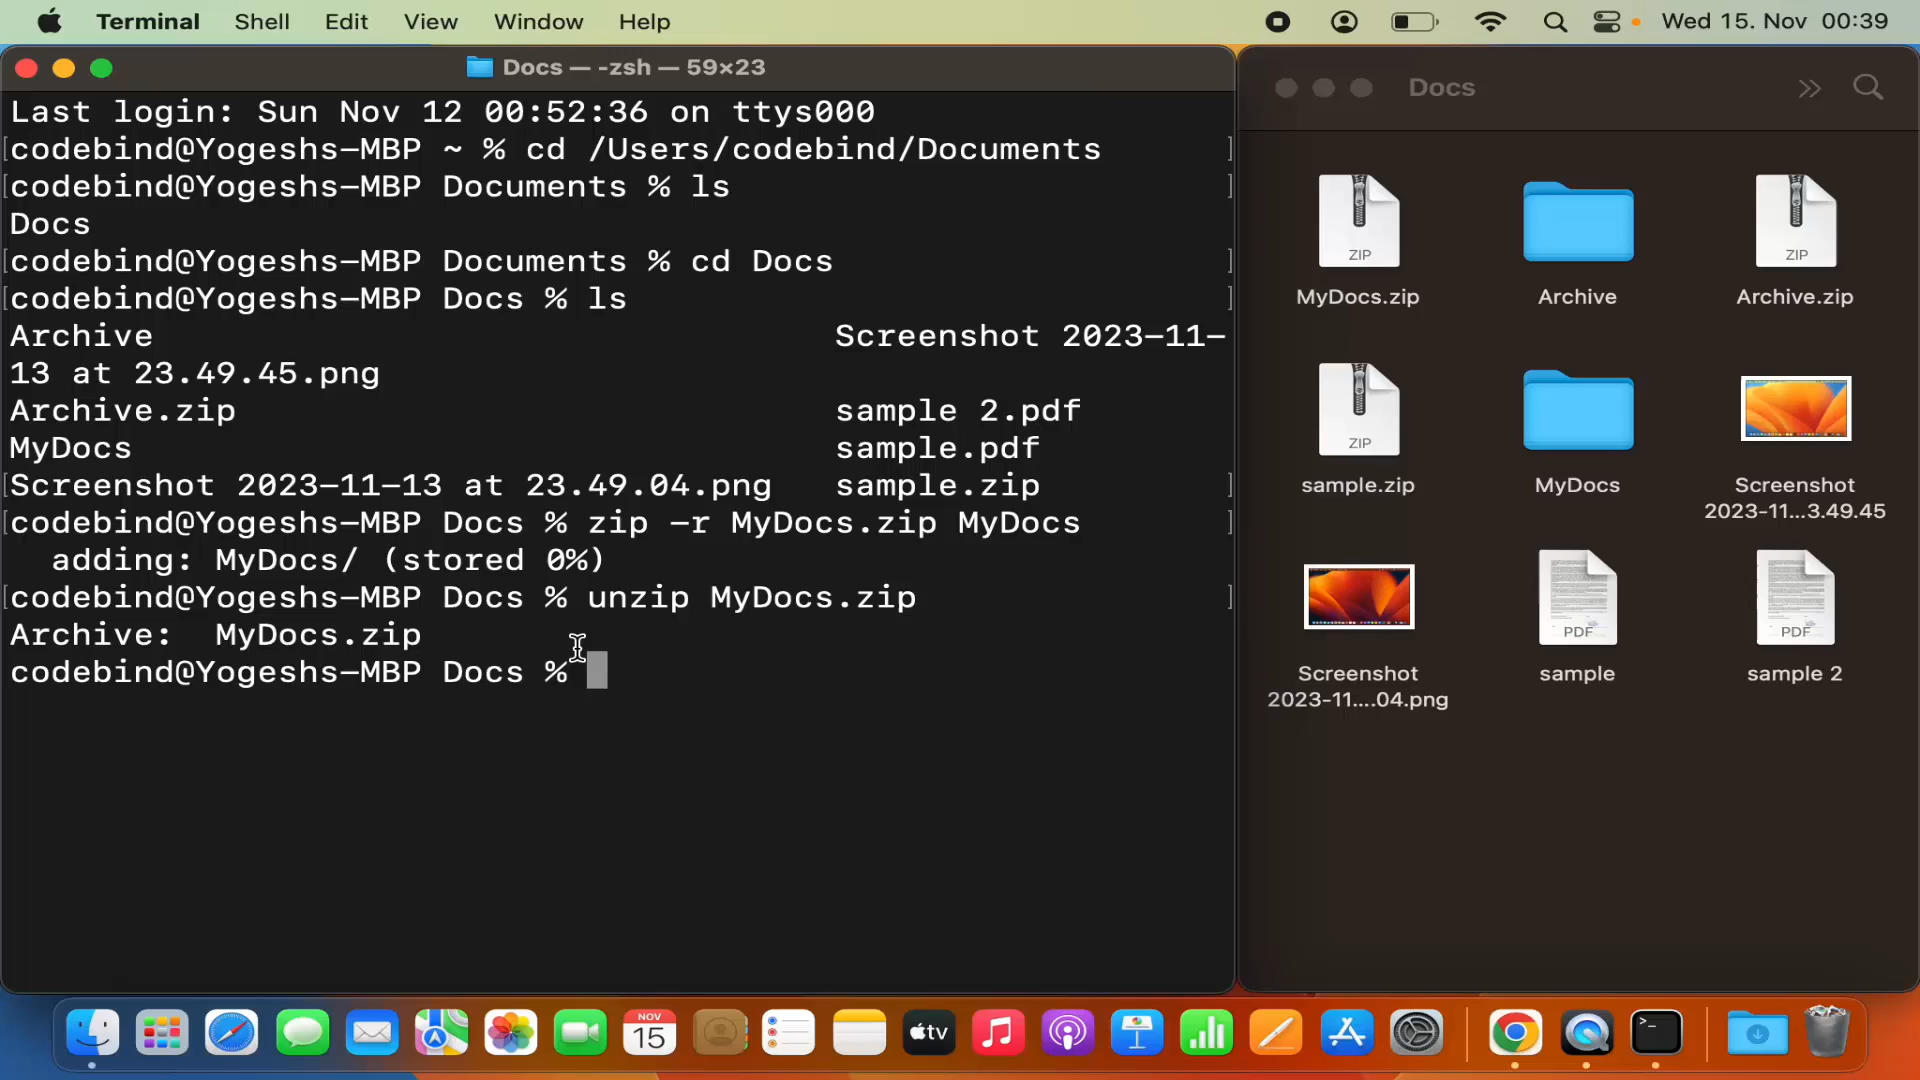 Terminal Shell Edit View Window Help Wed 15. Nov 00:39
Docs — -zsh — 59×23
Last login: Sun Nov 12 00:52:36 on ttys000
[codebind@Yogeshs-MBP ~ % cd /Users/codebind/Documents ]
[codebind@Yogeshs-MBP Documents % ls ]
Docs
[codebind@Yogeshs-MBP Documents % cd Docs ]
[codebind@Yogeshs-MBP Docs % ls ]
Archive Screenshot 2023-11-
13 at 23.49.45.png
Archive.zip sample 2.pdf
MyDocs sample.pdf
[Screenshot 2023-11-13 at 23.49.04.png sample.zip ]
[codebind@Yogeshs-MBP Docs % zip -r MyDocs.zip MyDocs ]
adding: MyDocs/ (stored 0%)
[codebind@Yogeshs-MBP Docs % unzip MyDocs.zip ]
Archive: MyDocs.zip
codebind@Yogeshs-MBP Docs %
Docs
ZIP ZIP
MyDocs.zip Archive Archive.zip
ZIP
sample.zip MyDocs Screenshot
2023-11...3.49.45
PDF PDF
Screenshot sample sample 2
2023-11....04.png
NOV
15
tv
>_